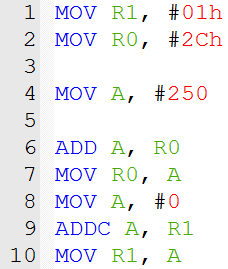 1 MOV R1, #01h
2 MOV R0, #2Ch
3
4 MOV A, #250
5
6 ADD A, R0
7 MOV R0, A
8 MOV A, #0
9 ADDC A, R1
10 MOV R1, A